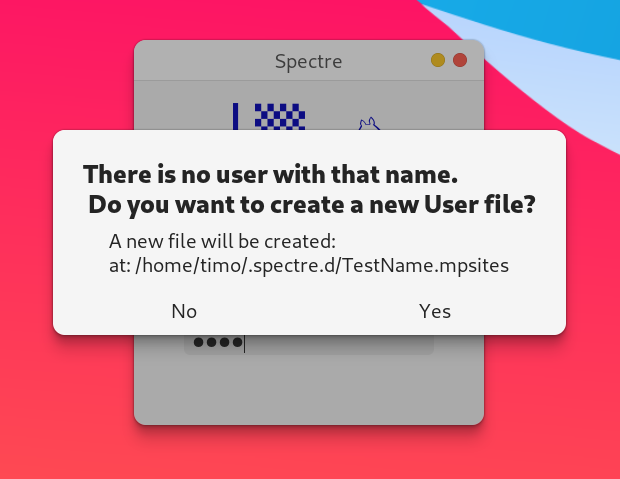 Spectre
There is no user with that name.
Do you want to create a new User file?
A new file will be created:
at: /home/timo/.spectre.d/TestName.mpsites
No Yes